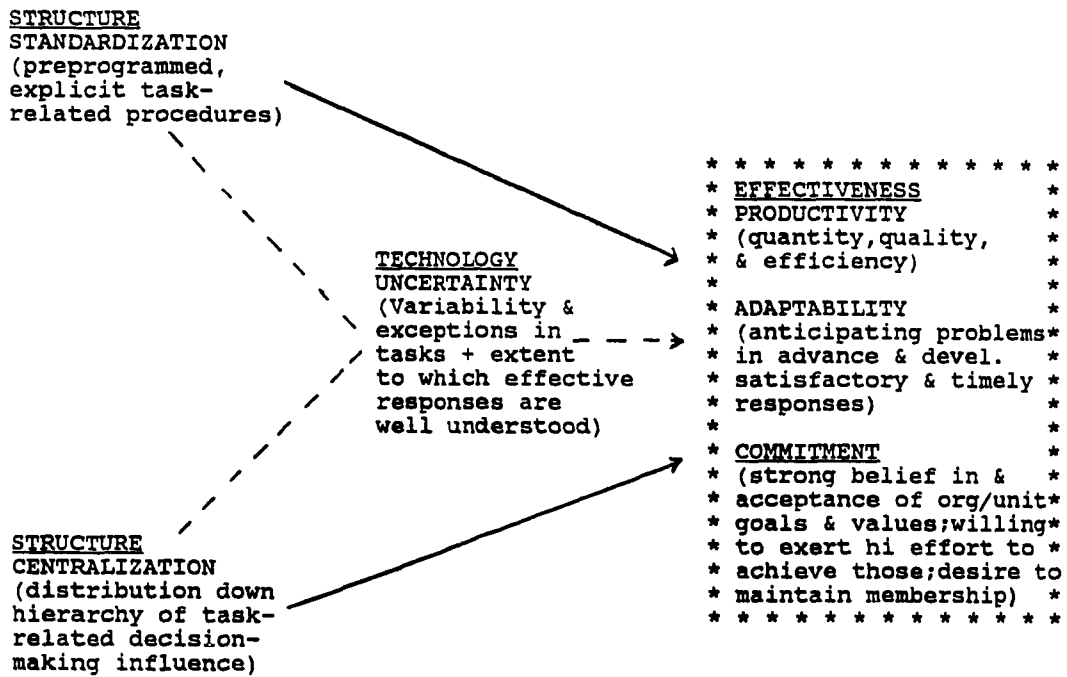 STRUCTURE
STANDARDIZATION
(preprogrammed,
explicit task-
related procedures)
TECHNOLOGY
UNCERTAINTY
(Variability &
exceptions in
tasks + extent
to which effective
responses are
well understood)
STRUCTURE
CENTRALIZATION
(distribution down
hierarchy of task-
related decision-
making influence)
* * * * * * * * * * * * *
* EFFECTIVENESS *
* PRODUCTIVITY *
* (quantity,quality, *
* & efficiency) *
* *
* ADAPTABILITY *
* (anticipating problems*
* in advance & devel. *
* satisfactory & timely *
* responses) *
* *
* COMMITMENT *
* (strong belief in & *
* acceptance of org/unit*
* goals & values;willing*
* to exert hi effort to *
* achieve those;desire to
* maintain membership) *
* * * * * * * * * * * * *